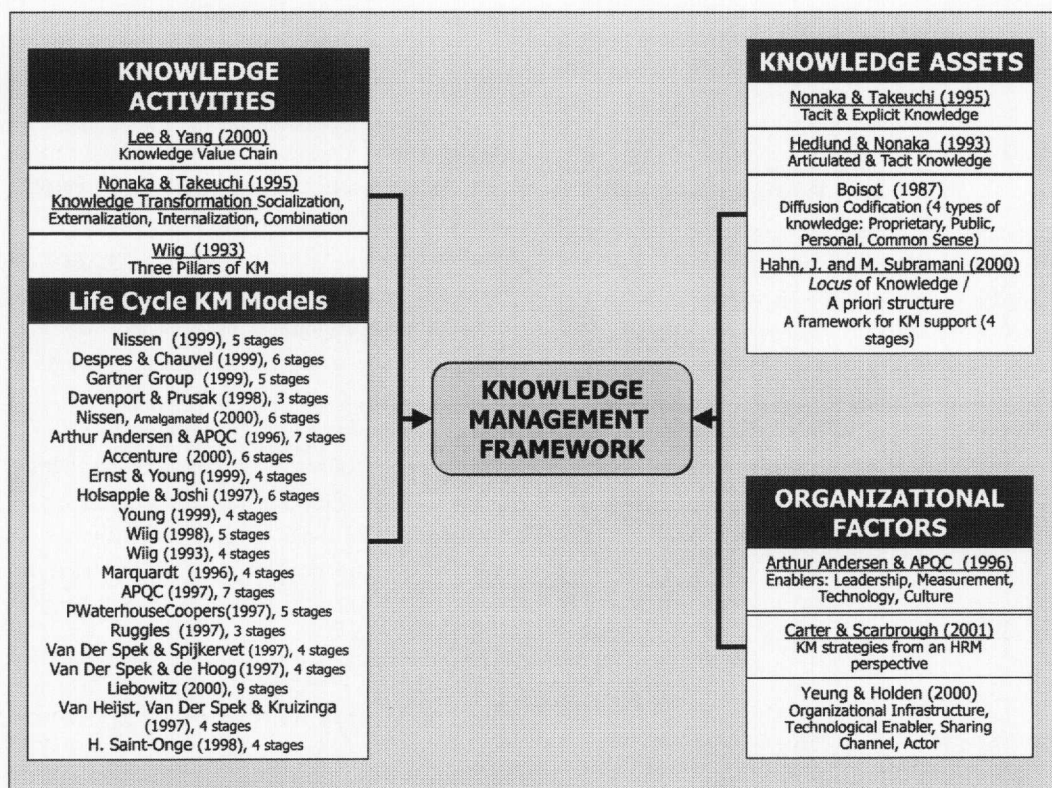 KNOWLEDGE
ACTIVITIES
Lee & Yang (2000)
Knowledge Value Chain
Nonaka & Takeuchi (1995)
Knowledge Transformation Socialization,
Externalization, Internalization, Combination
Wiig (1993)
Three Pillars of KM
Life Cycle KM Models
Nissen (1999), 5 stages
Despres & Chauvel (1999), 6 stages
Gartner Group (1999), 5 stages
Davenport & Prusak (1998), 3 stages
Nissen, Amalgamated (2000), 6 stages
Arthur Andersen & APQC (1996), 7 stages
Accenture (2000), 6 stages
Ernst & Young (1999), 4 stages
Holsapple & Joshi (1997), 6 stages
Young (1999), 4 stages
Wiig (1998), 5 stages
Wiig (1993), 4 stages
Marquardt (1996), 4 stages
APQC (1997), 7 stages
PWaterhouseCoopers(1997), 5 stages
Ruggles (1997), 3 stages
Van Der Spek & Spijkervet (1997), 4 stages
Van Der Spek & de Hoog (1997), 4 stages
Liebowitz (2000), 9 stages
Van Heijst, Van Der Spek & Kruizinga
(1997), 4 stages
H. Saint-Onge (1998), 4 stages
KNOWLEDGE
MANAGEMENT
FRAMEWORK
KNOWLEDGE ASSETS
Nonaka & Takeuchi (1995)
Tacit & Explicit Knowledge
Hedlund & Nonaka (1993)
Articulated & Tacit Knowledge
Boisot (1987)
Diffusion Codification (4 types of
knowledge: Proprietary, Public,
Personal, Common Sense)
Hahn, J. and M. Subramani (2000)
Locus of Knowledge /
A priori structure
A framework for KM support (4
stages)
ORGANIZATIONAL
FACTORS
Arthur Andersen & APQC (1996)
Enablers: Leadership, Measurement,
Technology, Culture
Carter & Scarbrough (2001)
KM strategies from an HRM
perspective
Yeung & Holden (2000)
Organizational Infrastructure,
Technological Enabler, Sharing
Channel, Actor